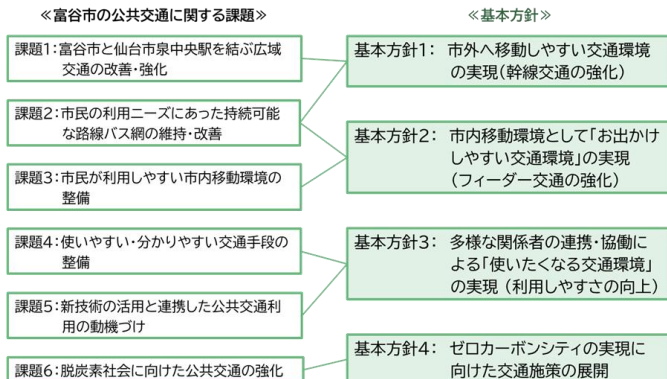 ≪富谷市の公共交通に関する課題≫
課題1：富谷市と仙台市泉中央駅を結ぶ広域
交通の改善・強化
課題2：市民の利用ニーズにあった持続可能
な路線バス網の維持・改善
課題3：市民が利用しやすい市内移動環境の
整備
課題4：使いやすい・分かりやすい交通手段の
整備
課題5：新技術の活用と連携した公共交通利
用の動機づけ
課題6：脱炭素社会に向けた公共交通の強化
≪基本方針≫
基本方針1： 市外へ移動しやすい交通環境
の実現（幹線交通の強化）
基本方針2： 市内移動環境として「お出かけ
しやすい交通環境」の実現
（フィーダー交通の強化）
基本方針3： 多様な関係者の連携・協働に
よる「使いたくなる交通環境」
の実現 （利用しやすさの向上）
基本方針4： ゼロカーボンシティの実現に
向けた交通施策の展開